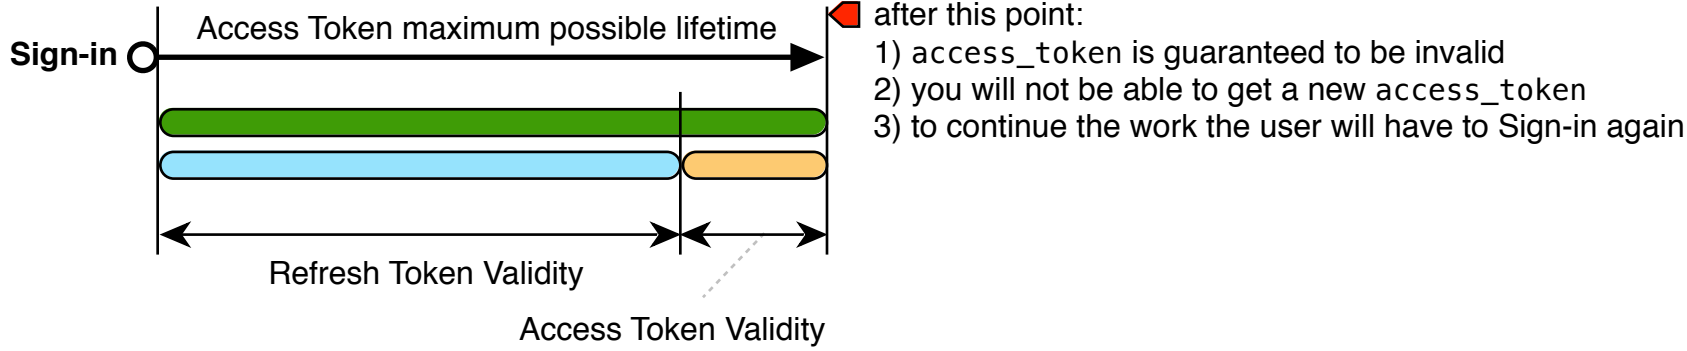 Access Token maximum possible lifetime
Sign-in
after this point:
1) access_token is guaranteed to be invalid
2) you will not be able to get a new access_token
3) to continue the work the user will have to Sign-in again
Refresh Token Validity
Access Token Validity